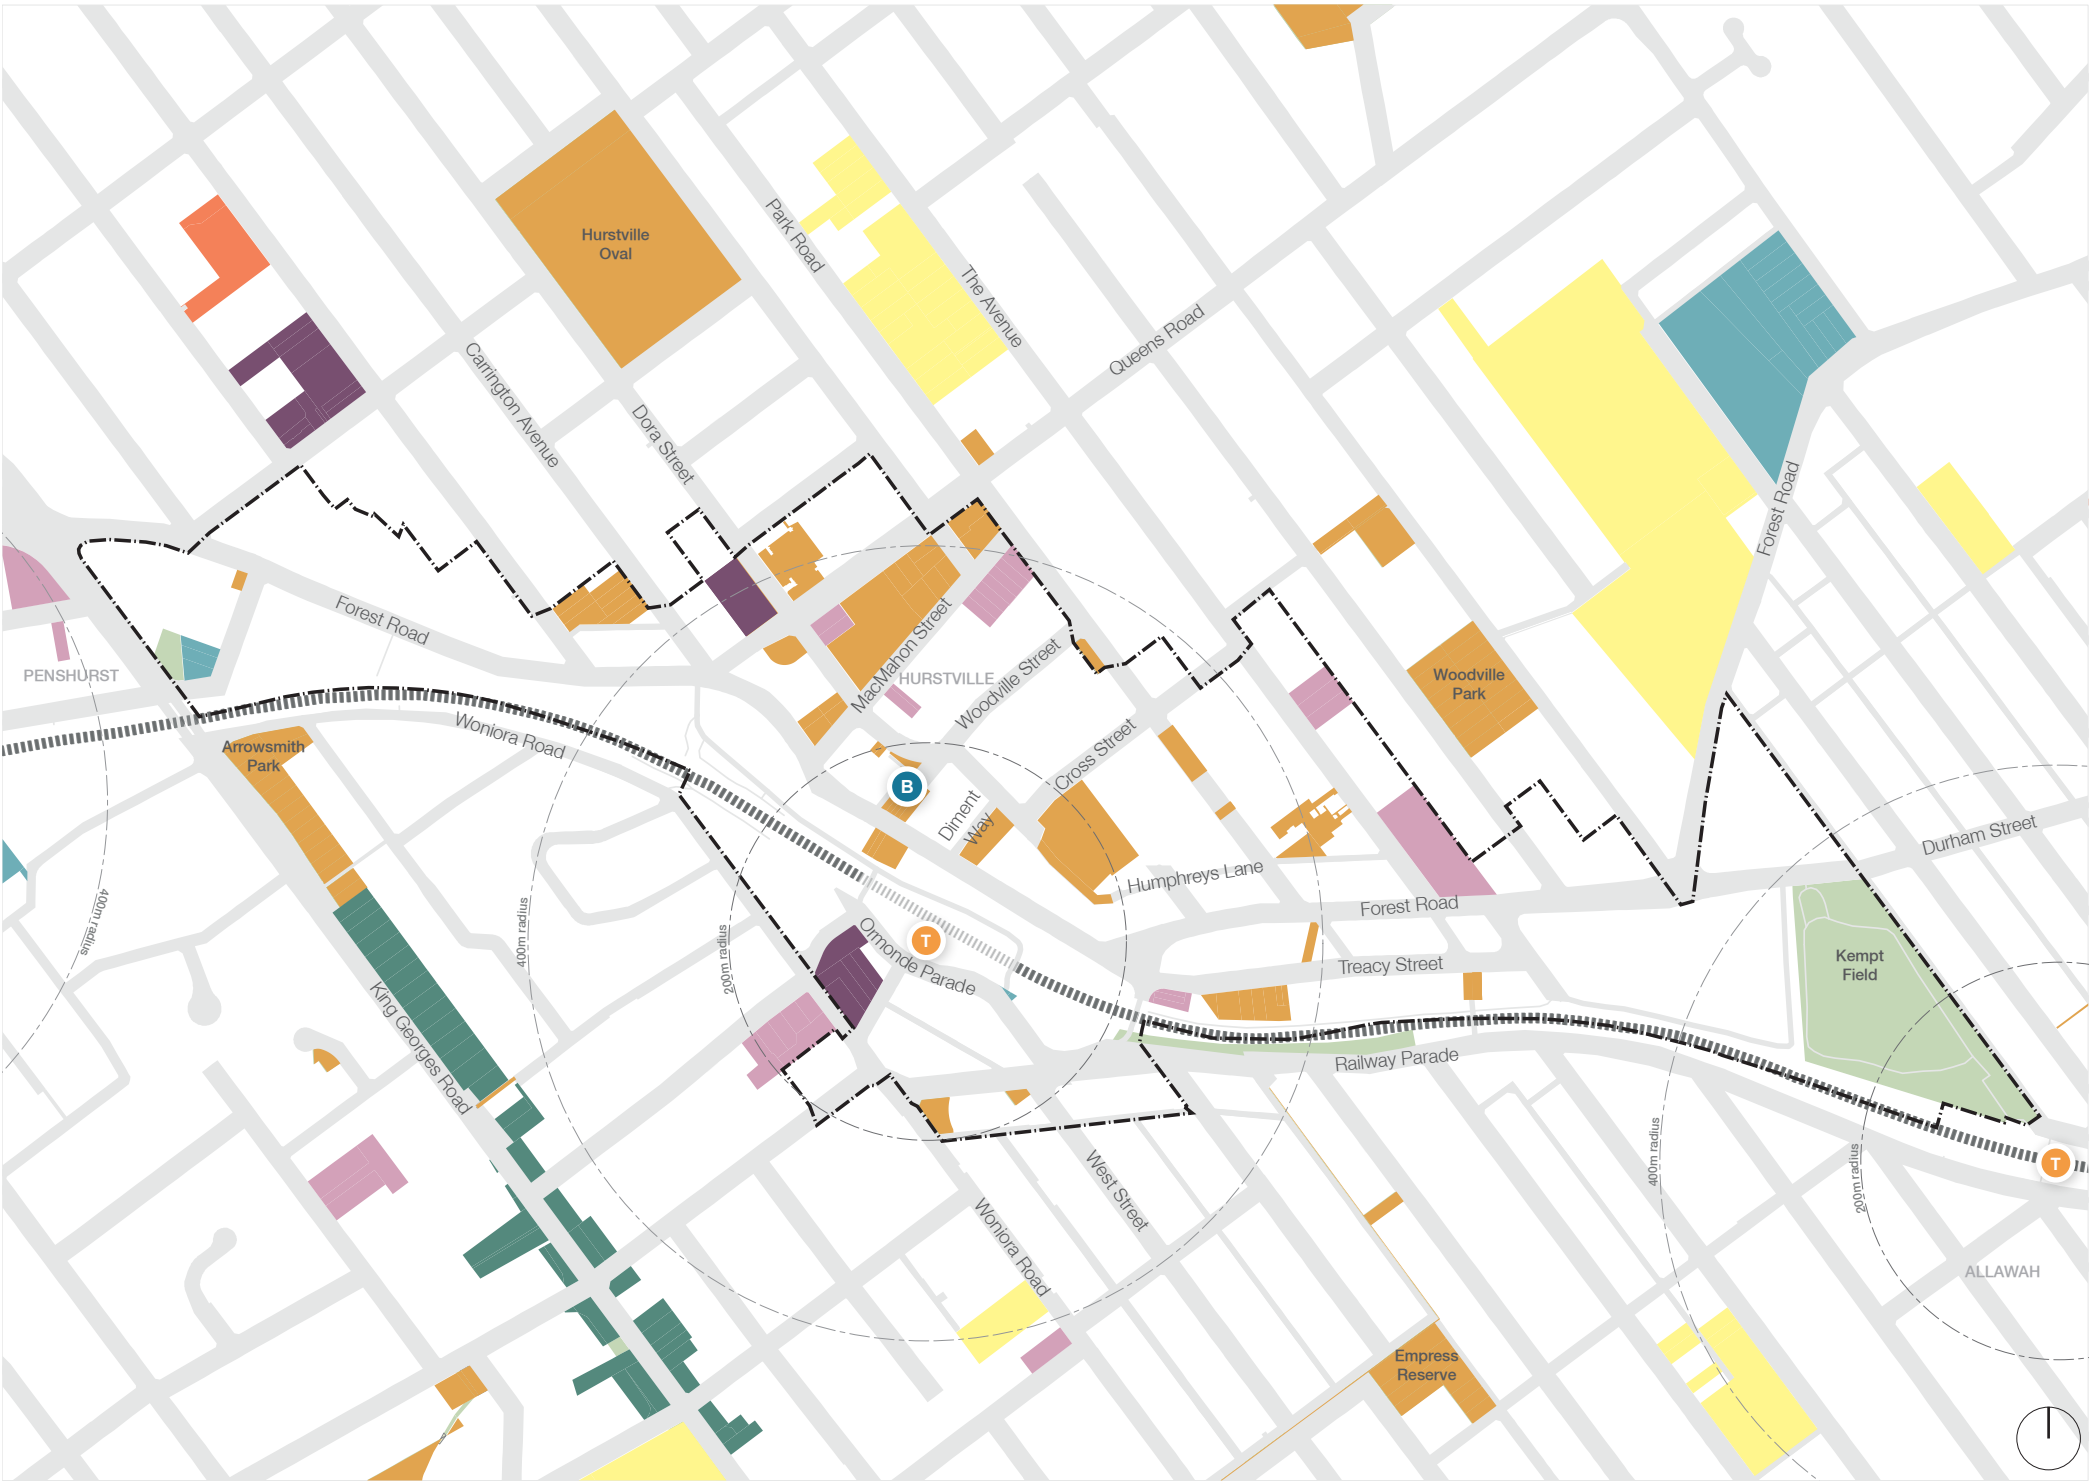 Hurstville
Oval
Park Road
The Avenue
Queens Road
Carrington Avenue
Dora Street
Forest Road
Forest Road
PENSHURST
MacMahon Street
HURSTVILLE
Woodville Street
Woodville
Park
Woniora Road
Arrowsmith
Park
Cross Street
B
Diment
Way
Durham Street
Humphreys Lane
Forest Road
400m radius
400m radius
200m radius
Ormonde Parade
T
Treacy Street
Kempt
Field
King Georges Road
Railway Parade
400m radius
200m radius
T
West Street
Woniora Road
ALLAWAH
Empress
Reserve